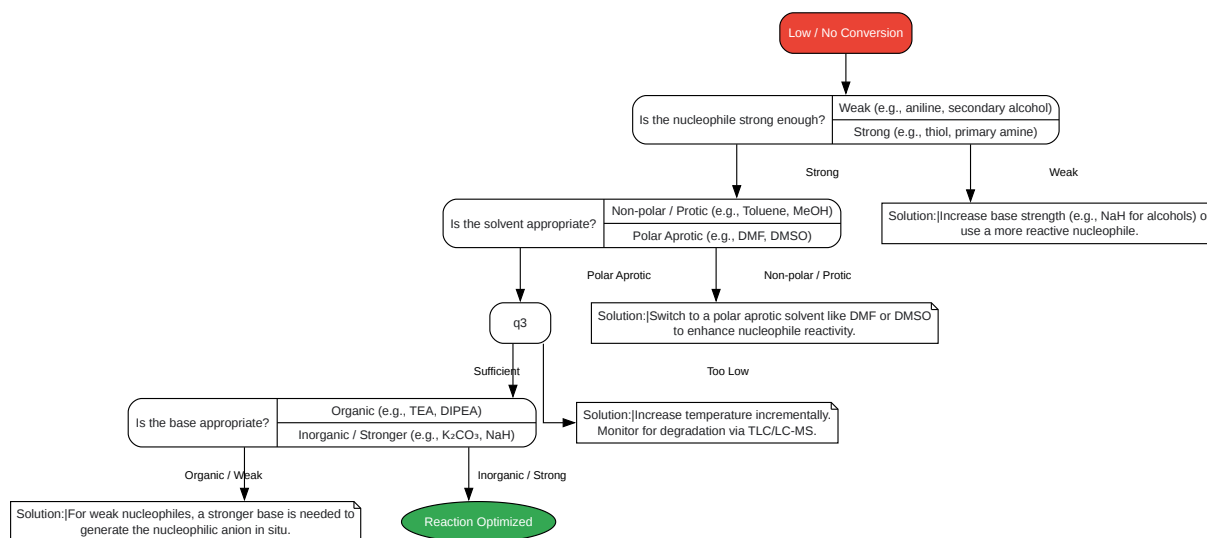 Low / No Conversion
Is the nucleophile strong enough?
Weak (e.g., aniline, secondary alcohol)
Strong (e.g., thiol, primary amine)
Strong
Weak
Is the solvent appropriate?
Non-polar / Protic (e.g., Toluene, MeOH)
Polar Aprotic (e.g., DMF, DMSO)
Solution:|Increase base strength (e.g., NaH for alcohols) o
use a more reactive nucleophile.
Polar Aprotic
Non-polar / Protic
q3
Solution:|Switch to a polar aprotic solvent like DMF or DMSO
to enhance nucleophile reactivity.
Sufficient
Too Low
Is the base appropriate?
Organic (e.g., TEA, DIPEA)
Inorganic / Stronger (e.g., K₂CO₃, NaH)
Solution:|Increase temperature incrementally.
Monitor for degradation via TLC/LC-MS.
Organic / Weak
Inorganic / Strong
Solution:|For weak nucleophiles, a stronger base is needed to
generate the nucleophilic anion in situ.
Reaction Optimized